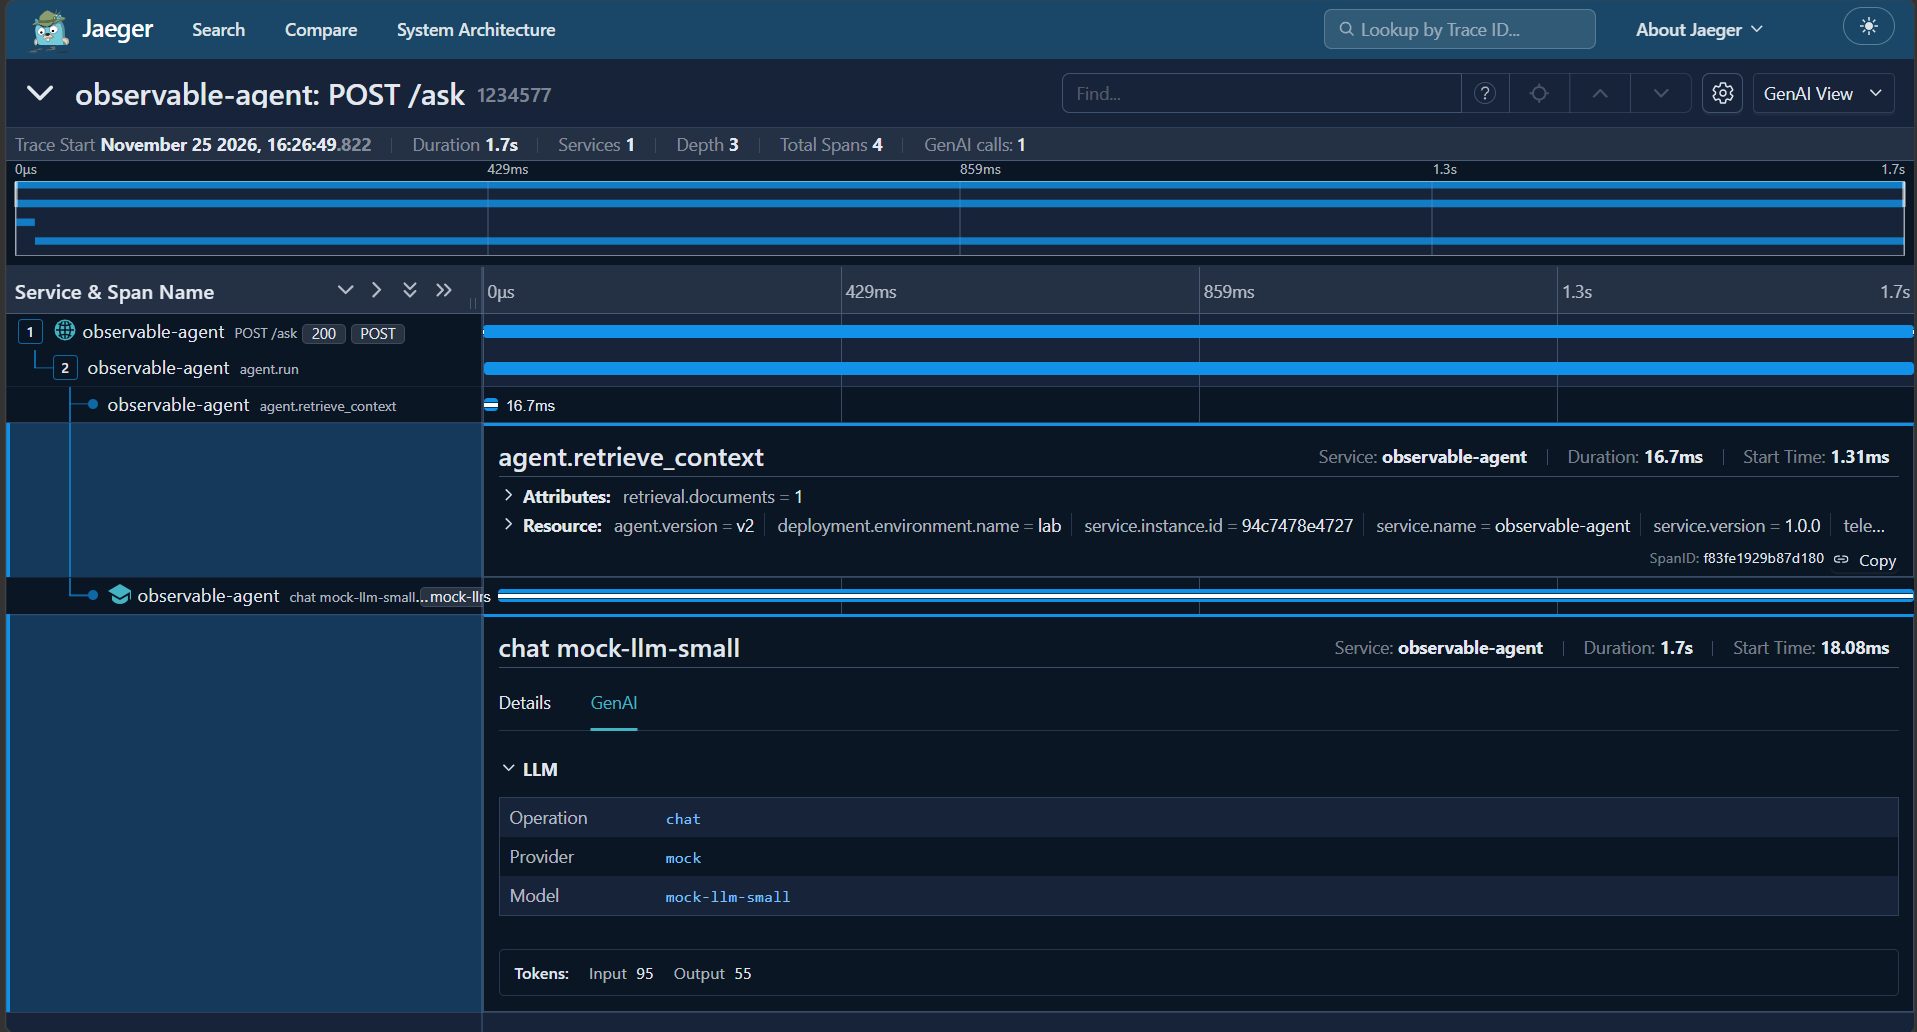 Jaeger Search Compare System Architecture Lookup by Trace ID... About Jaeger
observable-agent: POST /ask 1234577 Find... ? GenAI View
Trace Start November 25 2026, 16:26:49.822 Duration 1.7s Services 1 Depth 3 Total Spans 4 GenAI calls: 1
0μs 429ms 859ms 1.3s 1.7s
Service & Span Name 0μs 429ms 859ms 1.3s 1.7s
1 observable-agent POST /ask 200 POST
2 observable-agent agent.run
observable-agent agent.retrieve_context 16.7ms
agent.retrieve_context Service: observable-agent Duration: 16.7ms Start Time: 1.31ms
Attributes: retrieval.documents = 1
Resource: agent.version = v2 deployment.environment.name = lab service.instance.id = 94c7478e4727 service.name = observable-agent service.version = 1.0.0 tele...
SpanID: f83fe1929b87d180 Copy
observable-agent chat mock-llm-small...
chat mock-llm-small Service: observable-agent Duration: 1.7s Start Time: 18.08ms
Details GenAI
LLM
Operation chat
Provider mock
Model mock-llm-small
Tokens: Input 95 Output 55